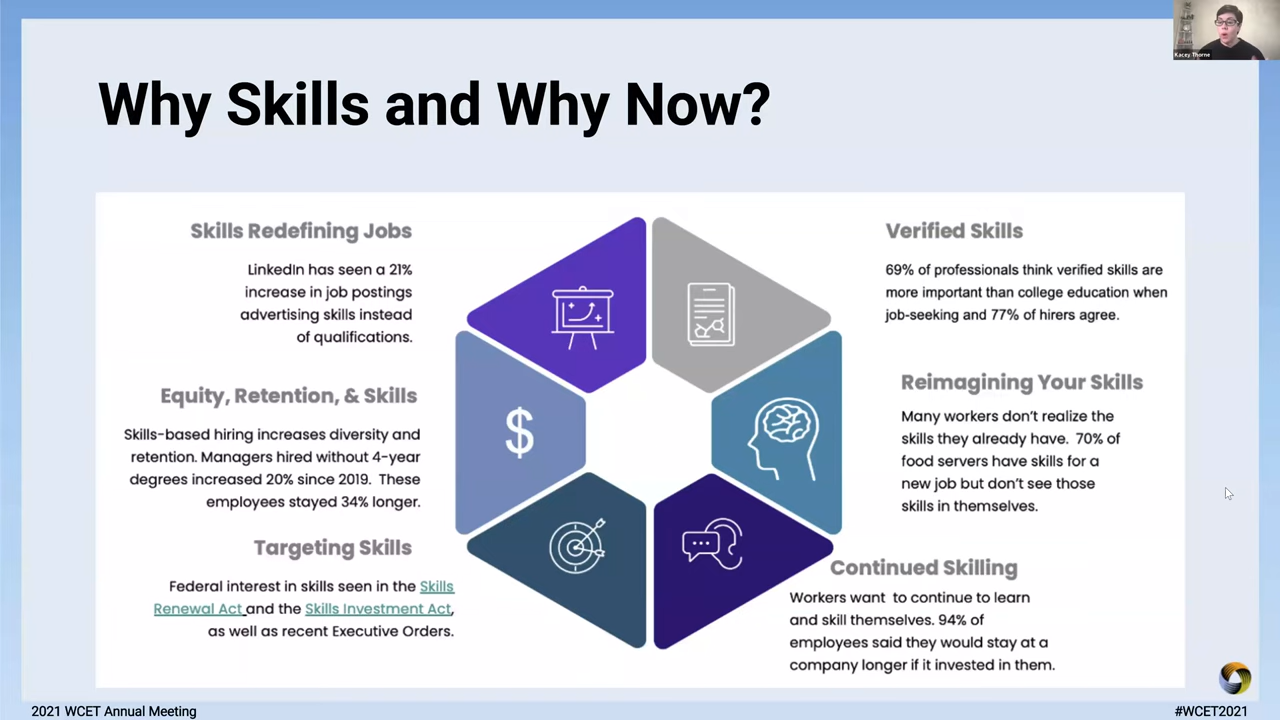 Kacey Thorne
Why Skills and Why Now?
Skills Redefining Jobs
LinkedIn has seen a 21%
increase in job postings
advertising skills instead
of qualifications.
Equity, Retention, & Skills
Skills-based hiring increases diversity and
retention. Managers hired without 4-year
degrees increased 20% since 2019. These
employees stayed 34% longer.
Targeting Skills
Federal interest in skills seen in the Skills
Renewal Act and the Skills Investment Act,
as well as recent Executive Orders.
$
Verified Skills
69% of professionals think verified skills are
more important than college education when
job-seeking and 77% of hirers agree.
Reimagining Your Skills
Many workers don't realize the
skills they already have. 70% of
food servers have skills for a
new job but don't see those
skills in themselves.
Continued Skilling
Workers want to continue to learn
and skill themselves. 94% of
employees said they would stay at a
company longer if it invested in them.
2021 WCET Annual Meeting
#WCET2021